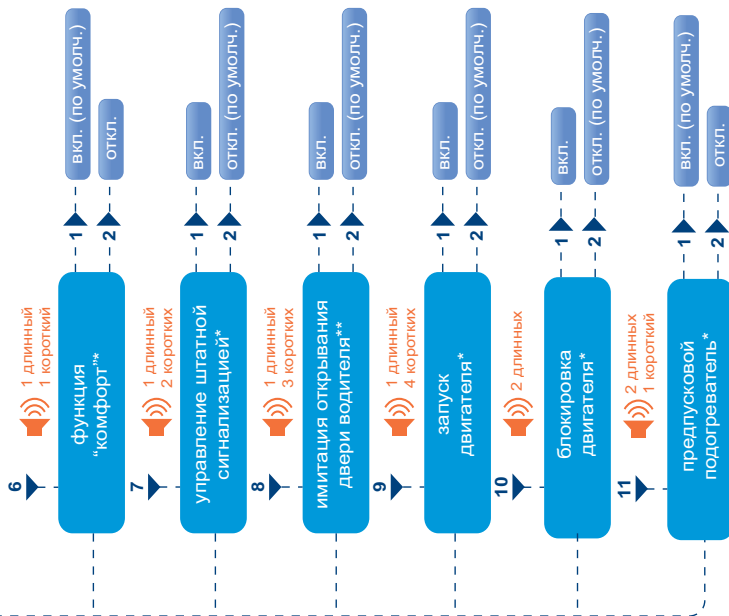 6
1 длинный
1 короткий
функция
“комфорт”*
1
вкл. (по умолч.)
2
откл.
7
1 длинный
2 коротких
управление штатной
сигнализацией*
1
вкл.
2
откл. (по умолч.)
8
1 длинный
3 коротких
имитация открывания
двери водителя**
1
вкл.
2
откл. (по умолч.)
9
1 длинный
4 коротких
запуск
двигателя*
1
вкл.
2
откл. (по умолч.)
10
2 длинных
блокировка
двигателя*
1
вкл.
2
откл. (по умолч.)
11
2 длинных
1 короткий
предпусковой
подогреватель*
1
вкл. (по умолч.)
2
откл.